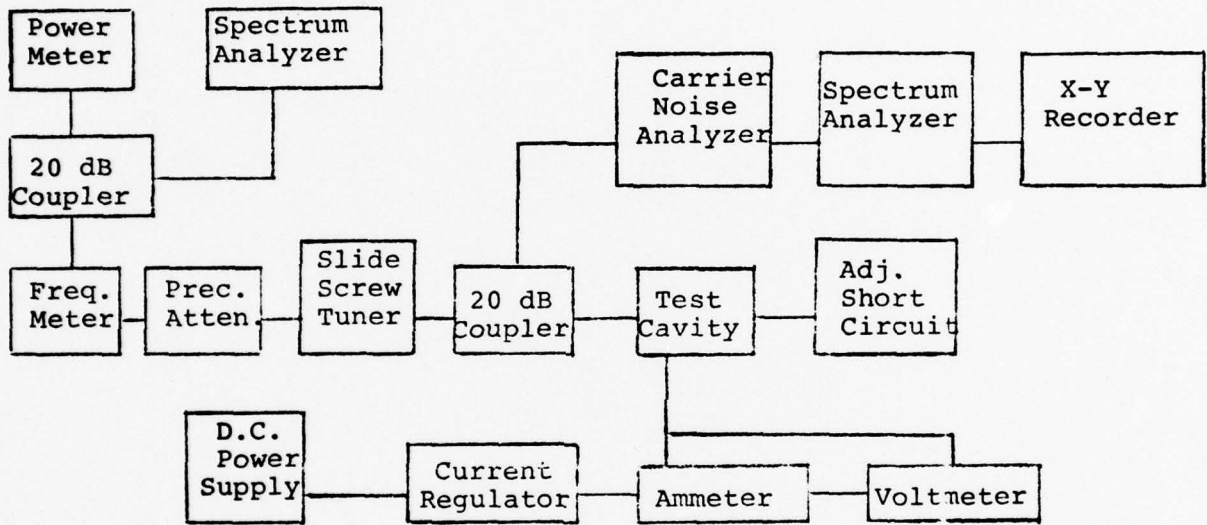 Power
Meter
Spectrum
Analyzer
Carrier
Noise
Analyzer
Spectrum
Analyzer
X-Y
Recorder
20 dB
Coupler
Freq.
Meter
Prec.
Atten.
Slide
Screw
Tuner
20 dB
Coupler
Test
Cavity
Adj.
Short
Circuit
D.C.
Power
Supply
Current
Regulator
Ammeter
Voltmeter